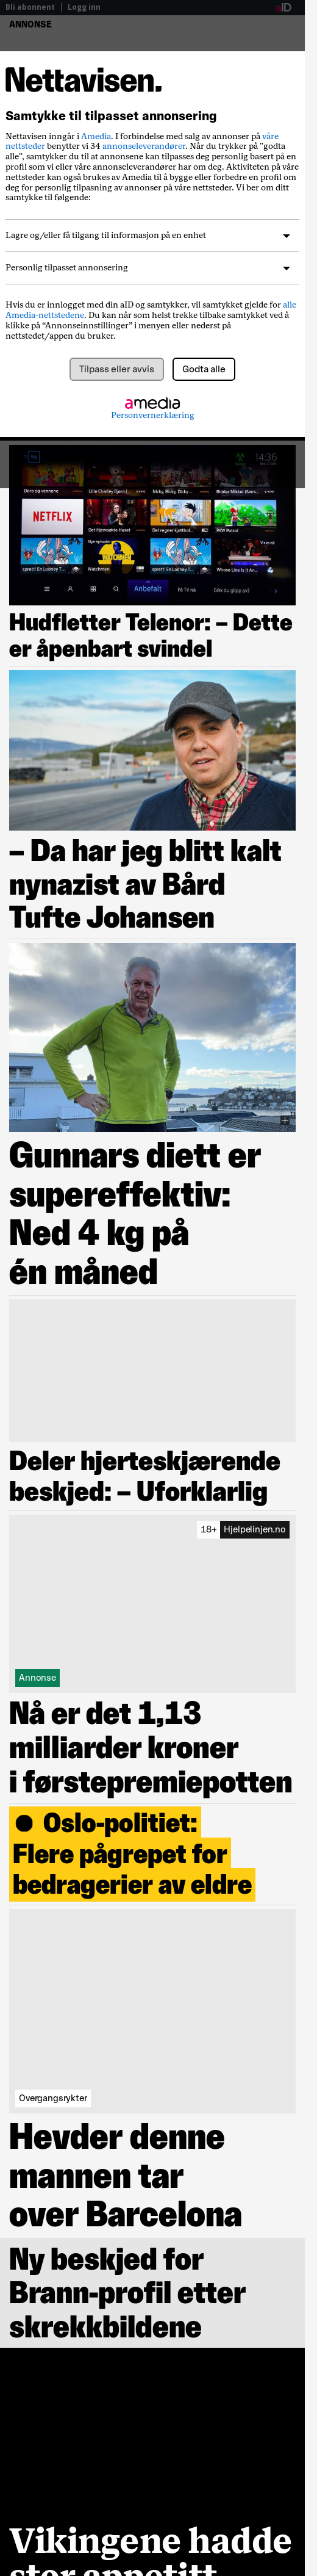 Bli abonnent | Logg inn
aID
ANNONSE
Nettavisen.
Samtykke til tilpasset annonsering
Nettavisen inngår i Amedia. I forbindelse med salg av annonser på våre
nettsteder benytter vi 34 annonseleverandører. Når du trykker på "godta
alle", samtykker du til at annonsene kan tilpasses deg personlig basert på en
profil som vi eller våre annonseleverandører har om deg. Aktiviteten på våre
nettsteder kan også brukes av Amedia til å bygge eller forbedre en profil om
deg for personlig tilpasning av annonser på våre nettsteder. Vi ber om ditt
samtykke til følgende:
Lagre og/eller få tilgang til informasjon på en enhet
Personlig tilpasset annonsering
Hvis du er innlogget med din aID og samtykker, vil samtykket gjelde for alle
Amedia-nettstedene. Du kan når som helst trekke tilbake samtykket ved å
klikke på “Annonseinnstillinger” i menyen eller nederst på
nettstedet/appen du bruker.
Tilpass eller avvis
Godta alle
amedia
Personvernerklæring
14:36
NETFLIX
Anbefalt
På TV nå
Hudfletter Telenor: – Dette
er åpenbart svindel
– Da har jeg blitt kalt
nynazist av Bård
Tufte Johansen
Gunnars diett er
supereffektiv:
Ned 4 kg på
én måned
Deler hjerteskjærende
beskjed: – Uforklarlig
18+ Hjelpelinjen.no
Annonse
Nå er det 1,13
milliarder kroner
i førstepremiepotten
● Oslo-politiet:
Flere pågrepet for
bedragerier av eldre
Overgangsrykter
Hevder denne
mannen tar
over Barcelona
Ny beskjed for
Brann-profil etter
skrekkbildene
Vikingene hadde
stor appetitt